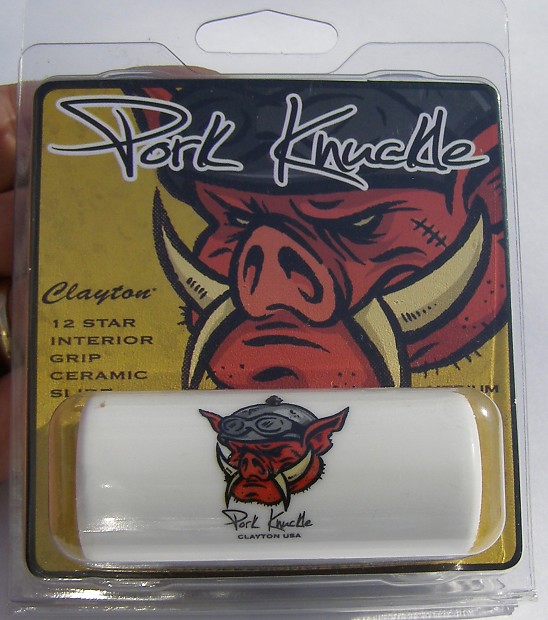 Pork Knuckle
Clayton
12 STAR
INTERIOR
GRIP
CERAMIC
Pork Knuckle
CLAYTON USA